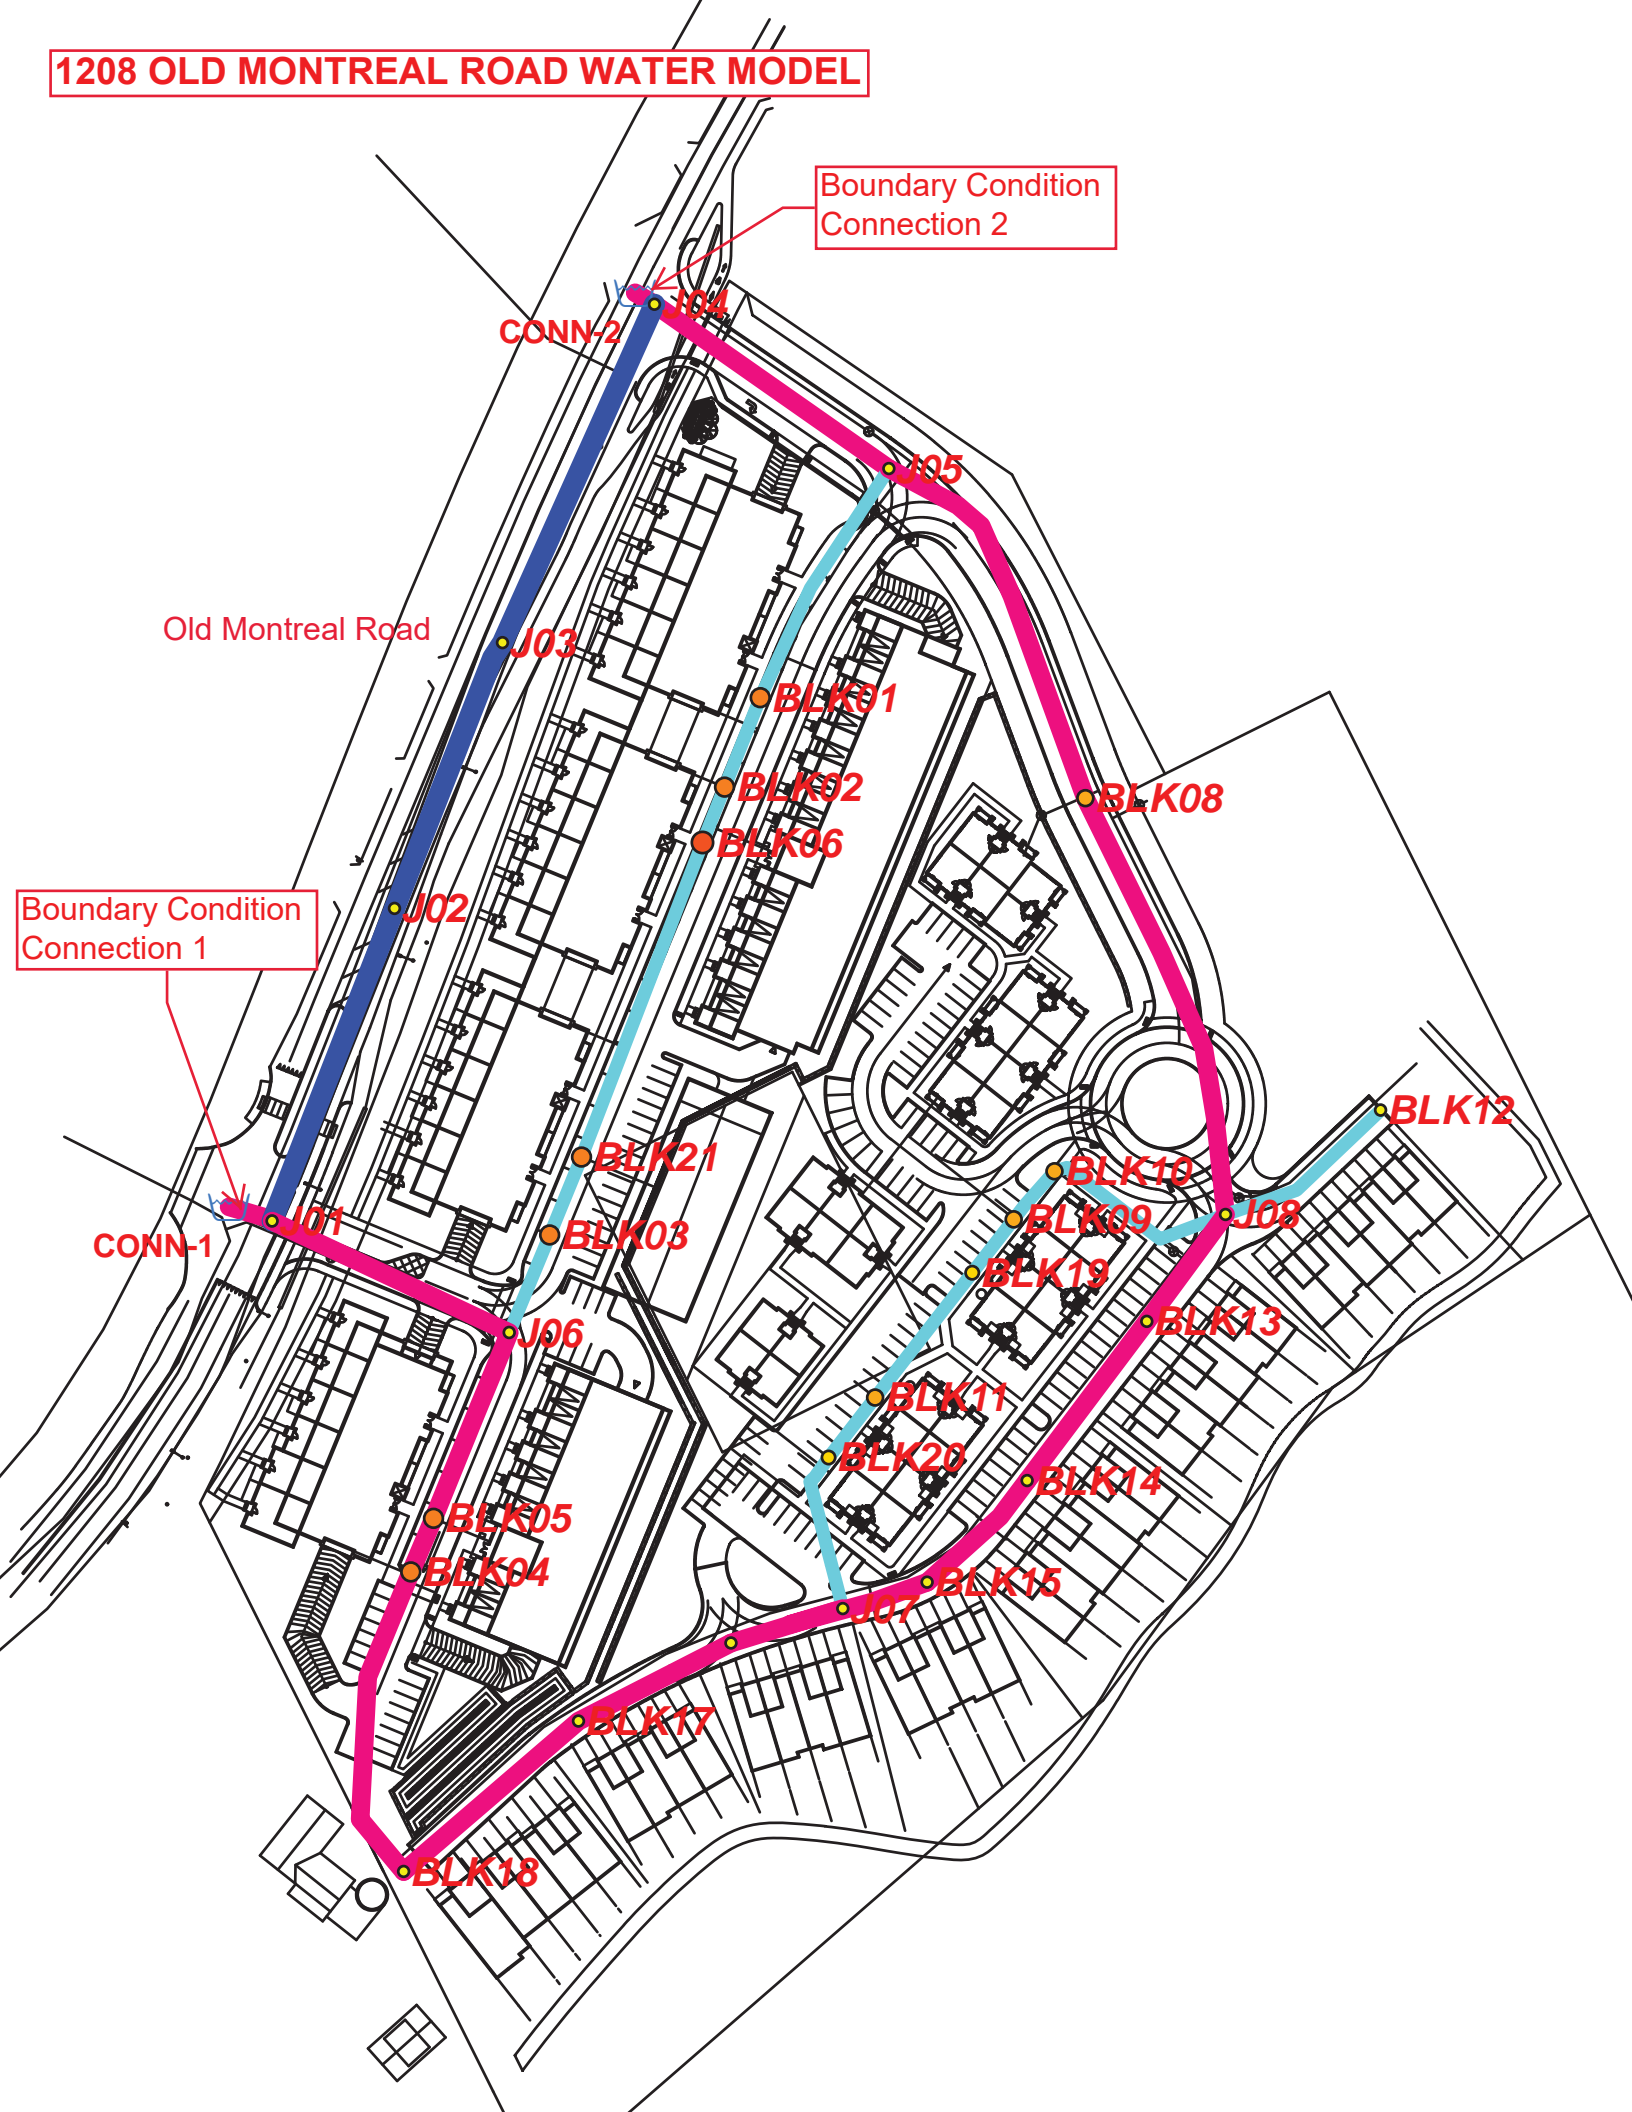 1208 OLD MONTREAL ROAD WATER MODEL
Boundary Condition
Connection 2
J04
CONN-2
J05
Old Montreal Road
J03
BLK01
BLK02
BLK08
BLK06
J02
Boundary Condition
Connection 1
BLK12
BLK21
BLK10
J01
BLK09
J08
BLK03
CONN-1
BLK19
BLK13
J06
BLK11
BLK20
BLK14
BLK05
BLK04
BLK15
J07
BLK17
BLK18